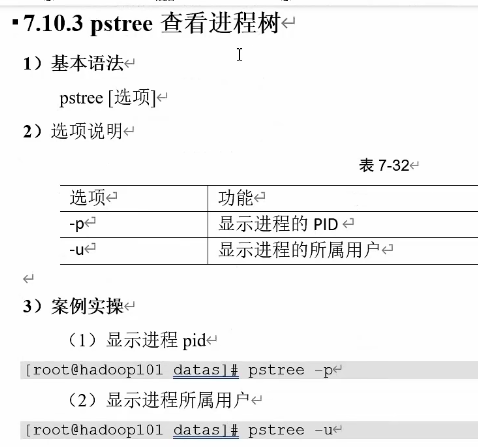 7.10.3 pstree 查看进程树
1）基本语法
pstree [选项]
2）选项说明
表 7-32
选项 功能
-p 显示进程的 PID
-u 显示进程的所属用户
3）案例实操
（1）显示进程 pid
[root@hadoop101 datas]# pstree -p
（2）显示进程所属用户
[root@hadoop101 datas]# pstree -u